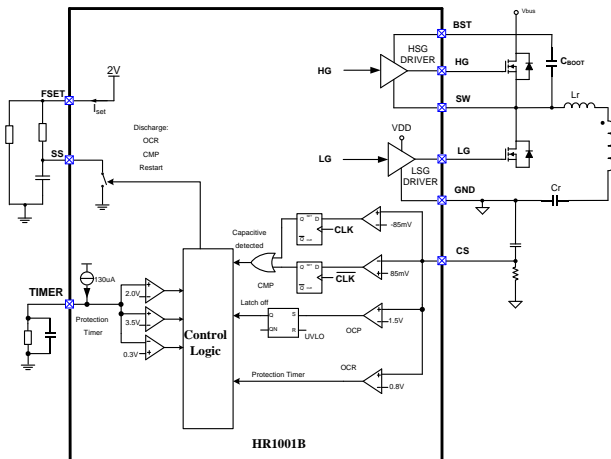 Vbus
BST
HSG
DRIVER
HG
HG
CBOOT
2V
FSET
Iset
SW
Lr
Discharge:
OCR
CMP
Restart
VDD
SS
LG
LG
LSG
DRIVER
GND
Cr
Capacitive
detected
Q
D
Q
CLK
-85mV
CS
130uA
Q
D
Q
CLK
85mV
CMP
TIMER
2.0V
Protection
Timer
3.5V
0.3V
Latch off
Q
S
QN
R
UVLO
1.5V
OCP
Control
Logic
OCR
Protection Timer
0.8V
HR1001B